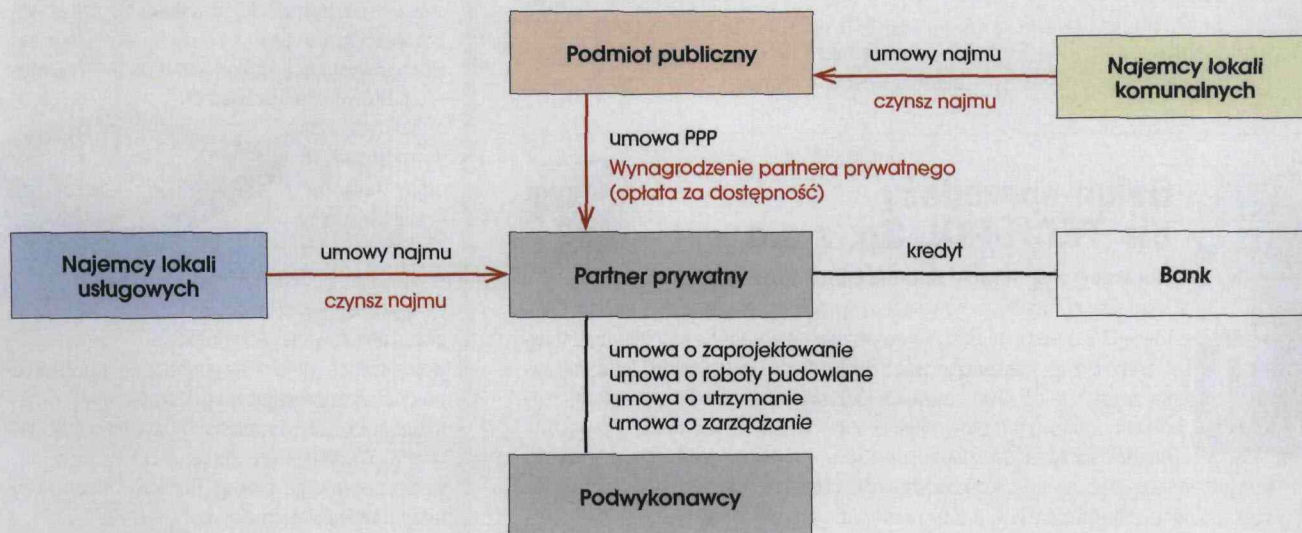 Podmiot publiczny
umowy najmu
czynsz najmu
Najemcy lokali
komunalnych
umowa PPP
Wynagrodzenie partnera prywatnego
(opłata za dostępność)
Najemcy lokali
usługowych
umowy najmu
czynsz najmu
Partner prywatny
kredyt
Bank
umowa o zaprojektowanie
umowa o roboty budowlane
umowa o utrzymanie
umowa o zarządzanie
Podwykonawcy